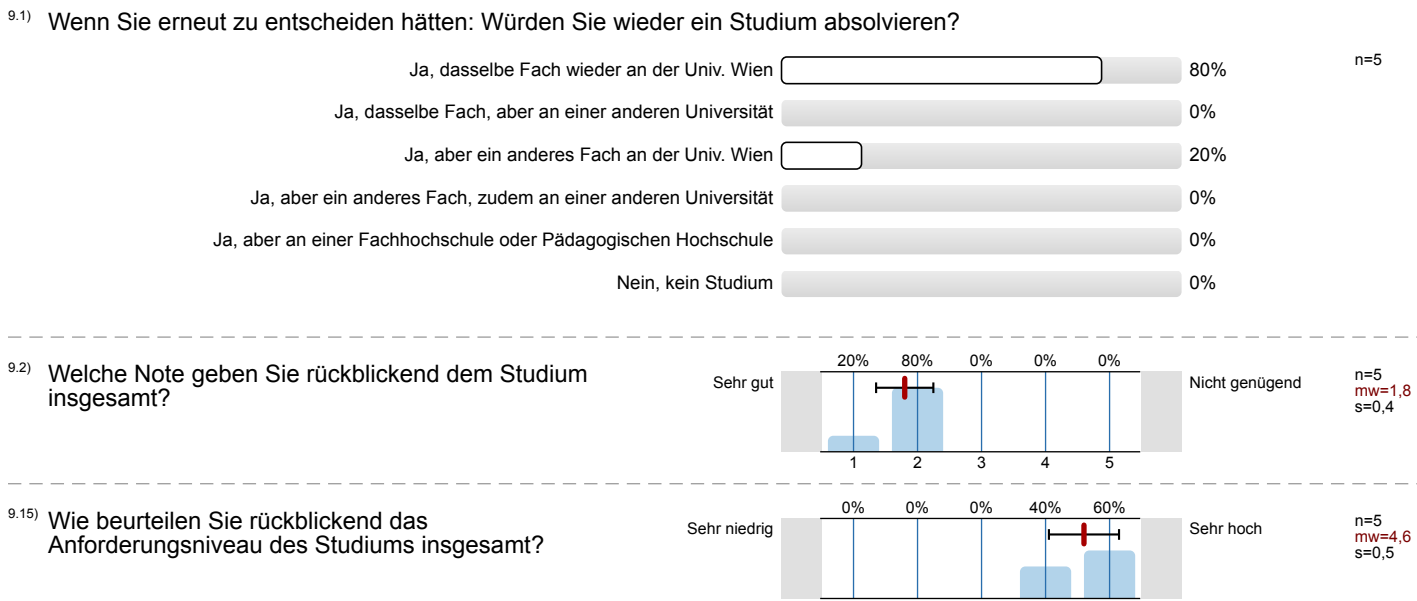 9.1) Wenn Sie erneut zu entscheiden hätten: Würden Sie wieder ein Studium absolvieren?
Ja, dasselbe Fach wieder an der Univ. Wien 80% n=5
Ja, dasselbe Fach, aber an einer anderen Universität 0%
Ja, aber ein anderes Fach an der Univ. Wien 20%
Ja, aber ein anderes Fach, zudem an einer anderen Universität 0%
Ja, aber an einer Fachhochschule oder Pädagogischen Hochschule 0%
Nein, kein Studium 0%
9.2) Welche Note geben Sie rückblickend dem Studium
insgesamt?
20% 80% 0% 0% 0%
Sehr gut Nicht genügend
1 2 3 4 5
n=5
mw=1,8
s=0,4
9.15) Wie beurteilen Sie rückblickend das
Anforderungsniveau des Studiums insgesamt?
0% 0% 0% 40% 60%
Sehr niedrig Sehr hoch
n=5
mw=4,6
s=0,5